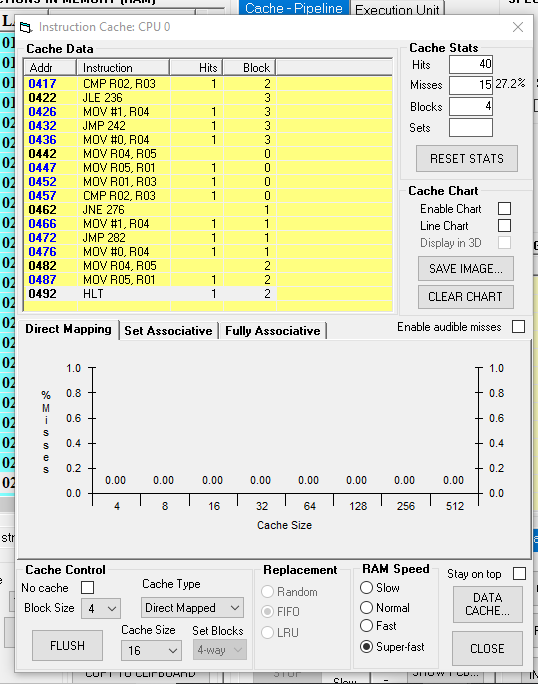 Cache - Pipeline
Execution Unit
Instruction Cache: CPU 0
Cache Data
Addr Instruction Hits Block
0417 CMP R02, R03 1 2
0422 JLE 236 3
0426 MOV #1, R04 1 3
0432 JMP 242 1 3
0436 MOV #0, R04 1 3
0442 MOV R04, R05 0
0447 MOV R05, R01 1 0
0452 MOV R01, R03 1 0
0457 CMP R02, R03 1 0
0462 JNE 276 1
0466 MOV #1, R04 1 1
0472 JMP 282 1 1
0476 MOV #0, R04 1 1
0482 MOV R04, R05 2
0487 MOV R05, R01 1 2
0492 HLT 1 2
Cache Stats
Hits 40
Misses 15 27.2%
Blocks 4
Sets
RESET STATS
Cache Chart
Enable Chart
Line Chart
Display in 3D
SAVE IMAGE...
CLEAR CHART
Enable audible misses
Direct Mapping Set Associative Fully Associative
% Misses
1.0 1.0
0.8 0.8
0.6 0.6
0.4 0.4
0.2 0.2
0.0 0.0
0.00 0.00 0.00 0.00 0.00 0.00 0.00 0.00
4 8 16 32 64 128 256 512
Cache Size
Cache Control
No cache
Block Size 4
FLUSH
Cache Type
Direct Mapped
Cache Size
16
Set Blocks
4-way
Replacement
Random
FIFO
LRU
RAM Speed
Slow
Normal
Fast
Super-fast
Stay on top
DATA
CACHE...
CLOSE